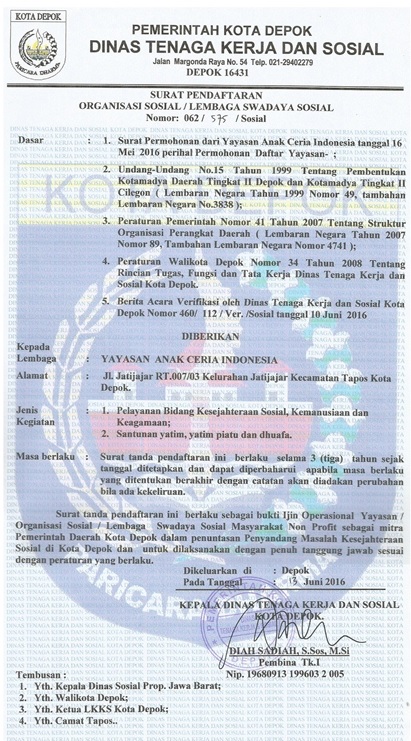 KOTA DEPOK
PARICARA DHARMA
PEMERINTAH KOTA DEPOK
DINAS TENAGA KERJA DAN SOSIAL
Jalan Margonda Raya No. 54 Telp. 021-29402279
DEPOK 16431
SURAT PENDAFTARAN
ORGANISASI SOSIAL / LEMBAGA SWADAYA SOSIAL
Nomor: 062 / 575 / Sosial
Dasar : 1. Surat Permohonan dari Yayasan Anak Ceria Indonesia tanggal 16
Mei 2016 perihal Permohonan Daftar Yayasan- ;
2. Undang-Undang No.15 Tahun 1999 Tentang Pembentukan
Kotamadya Daerah Tingkat II Depok dan Kotamadya Tingkat II
Cilegon ( Lembaran Negara Tahun 1999 Nomor 49, tambahan
Lembaran Negara No.3838 );
3. Peraturan Pemerintah Nomor 41 Tahun 2007 Tentang Struktur
Organisasi Perangkat Daerah ( Lembaran Negara Tahun 2007
Nomor 89, Tambahan Lembaran Negara Nomor 4741 );
4. Peraturan Walikota Depok Nomor 34 Tahun 2008 Tentang
Rincian Tugas, Fungsi dan Tata Kerja Dinas Tenaga Kerja dan
Sosial Kota Depok.
5. Berita Acara Verifikasi oleh Dinas Tenaga Kerja dan Sosial Kota
Depok Nomor 460/ 112 / Ver. /Sosial tanggal 10 Juni 2016
DIBERIKAN
Kepada
Lembaga : YAYASAN ANAK CERIA INDONESIA
Alamat : Jl. Jatijajar RT.007/03 Kelurahan Jatijajar Kecamatan Tapos Kota
Depok.
Jenis : 1. Pelayanan Bidang Kesejahteraan Sosial, Kemanusiaan dan
Kegiatan Keagamaan;
2. Santunan yatim, yatim piatu dan dhuafa.
Masa berlaku : Surat tanda pendaftaran ini berlaku selama 3 (tiga) tahun sejak
tanggal ditetapkan dan dapat diperbaharui apabila masa berlaku
yang ditentukan berakhir dengan catatan akan diadakan perubahan
bila ada kekeliruan.
Surat tanda pendaftaran ini berlaku sebagai bukti Ijin Operasional Yayasan /
Organisasi Sosial / Lembaga Swadaya Sosial Masyarakat Non Profit sebagai mitra
Pemerintah Daerah Kota Depok dalam penuntasan Penyandang Masalah Kesejahteraan
Sosial di Kota Depok dan untuk dilaksanakan dengan penuh tanggung jawab sesuai
dengan peraturan yang berlaku.
Dikeluarkan di : Depok
Pada Tanggal : 13 Juni 2016
KEPALA DINAS TENAGA KERJA DAN SOSIAL
KOTA DEPOK.
DIAH SADIAH, S.Sos, M.Si
Pembina Tk.I
Nip. 19680913 199603 2 005
Tembusan :
1. Yth. Kepala Dinas Sosial Prop. Jawa Barat;
2. Yth. Walikota Depok;
3. Yth. Ketua LKKS Kota Depok;
4. Yth. Camat Tapos..